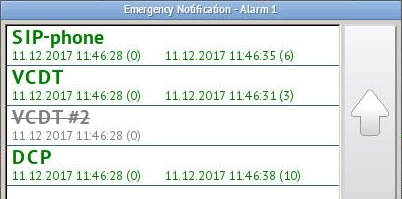 Emergency Notification - Alarm 1
SIP-phone
11.12.2017 11:46:28 (0) 11.12.2017 11:46:35 (6)
VCDT
11.12.2017 11:46:28 (0) 11.12.2017 11:46:31 (3)
VCDT #2
11.12.2017 11:46:28 (0)
DCP
11.12.2017 11:46:28 (0) 11.12.2017 11:46:38 (10)